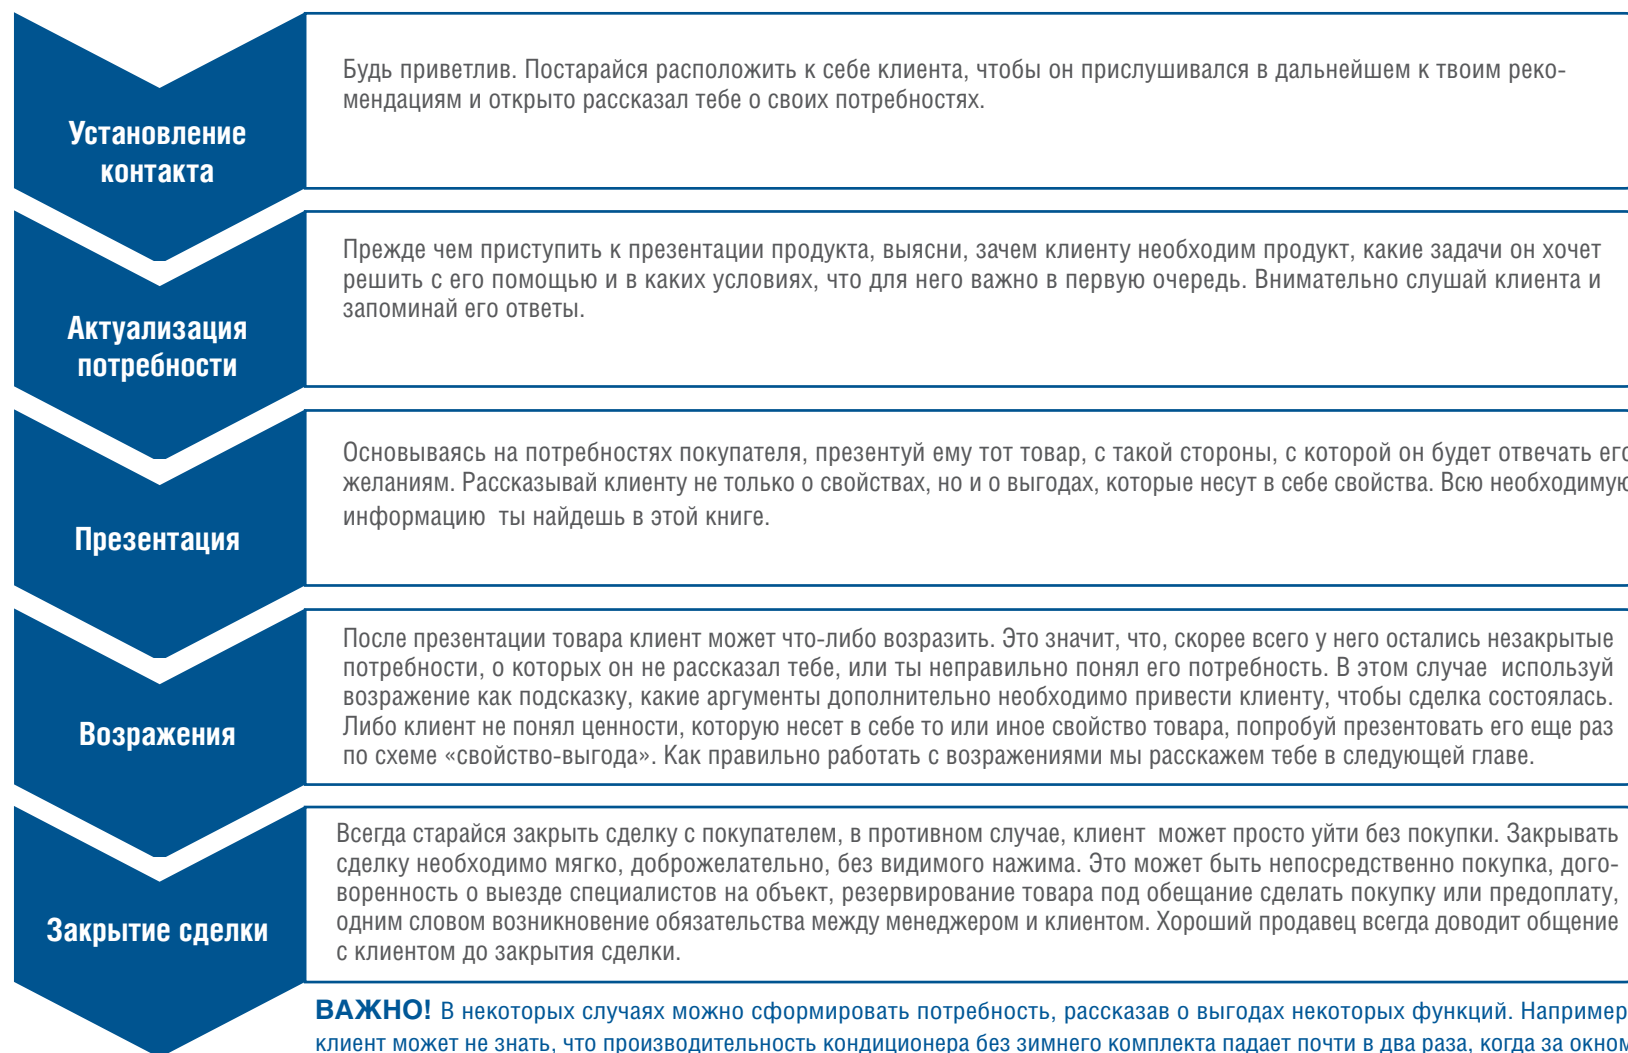 Установление
контакта
Будь приветлив. Постарайся расположить к себе клиента, чтобы он прислушивался в дальнейшем к твоим реко-
мендациям и открыто рассказал тебе о своих потребностях.
Актуализация
потребности
Прежде чем приступить к презентации продукта, выясни, зачем клиенту необходим продукт, какие задачи он хочет
решить с его помощью и в каких условиях, что для него важно в первую очередь. Внимательно слушай клиента и
запоминай его ответы.
Презентация
Основываясь на потребностях покупателя, презентуй ему тот товар, с такой стороны, с которой он будет отвечать его
желаниям. Рассказывай клиенту не только о свойствах, но и о выгодах, которые несут в себе свойства. Всю необходимую
информацию  ты найдешь в этой книге.
Возражения
После презентации товара клиент может что-либо возразить. Это значит, что, скорее всего у него остались незакрытые
потребности, о которых он не рассказал тебе, или ты неправильно понял его потребность. В этом случае  используй
возражение как подсказку, какие аргументы дополнительно необходимо привести клиенту, чтобы сделка состоялась.
Либо клиент не понял ценности, которую несет в себе то или иное свойство товара, попробуй презентовать его еще раз
по схеме «свойство-выгода». Как правильно работать с возражениями мы расскажем тебе в следующей главе.
Закрытие сделки
Всегда старайся закрыть сделку с покупателем, в противном случае, клиент  может просто уйти без покупки. Закрывать
сделку необходимо мягко, доброжелательно, без видимого нажима. Это может быть непосредственно покупка, дого-
воренность о выезде специалистов на объект, резервирование товара под обещание сделать покупку или предоплату,
одним словом возникновение обязательства между менеджером и клиентом. Хороший продавец всегда доводит общение
с клиентом до закрытия сделки.
ВАЖНО! В некоторых случаях можно сформировать потребность, рассказав о выгодах некоторых функций. Например
клиент может не знать, что производительность кондиционера без зимнего комплекта падает почти в два раза, когда за окном